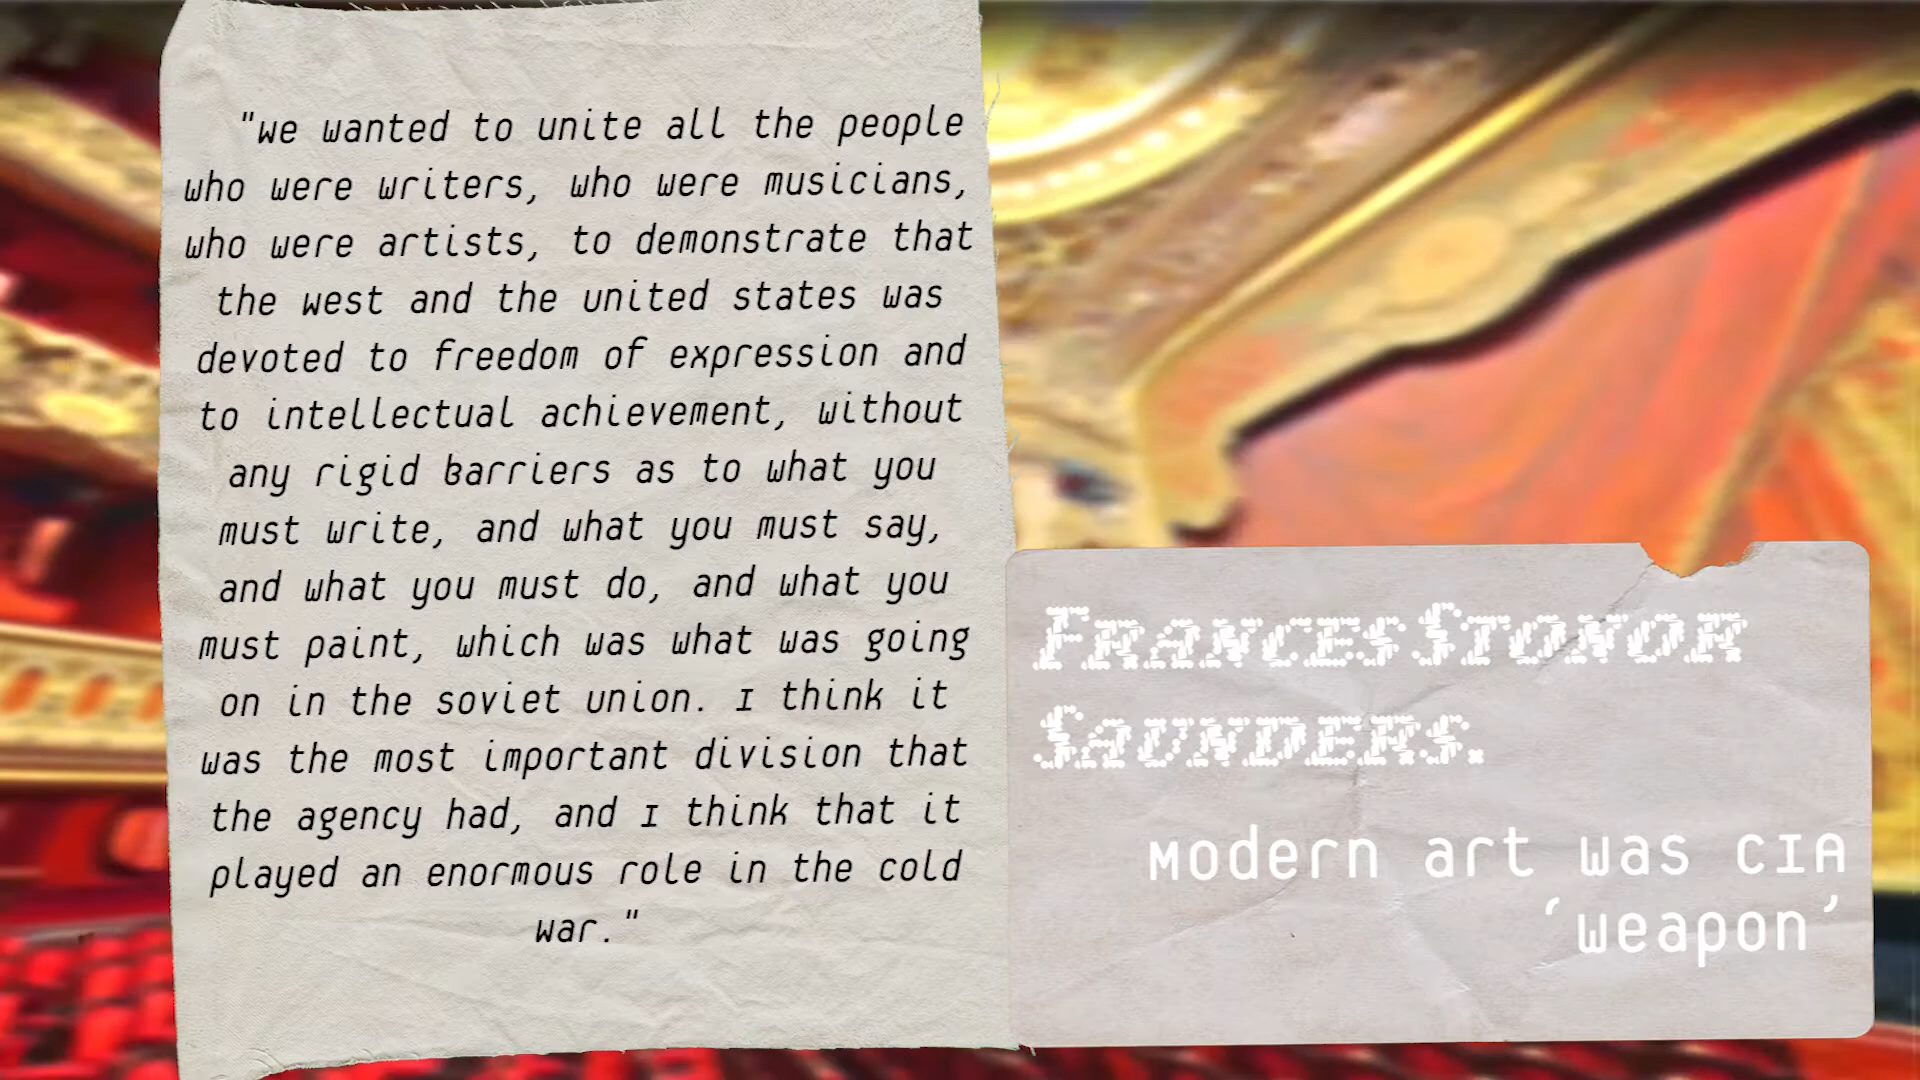 "we wanted to unite all the people
who were writers, who were musicians,
who were artists, to demonstrate that
the west and the united states was
devoted to freedom of expression and
to intellectual achievement, without
any rigid barriers as to what you
must write, and what you must say,
and what you must do, and what you
must paint, which was what was going
on in the soviet union. I think it
was the most important division that
the agency had, and I think that it
played an enormous role in the cold
war."
Frances Stonor
Saunders.
Modern art was CIA
‘weapon’